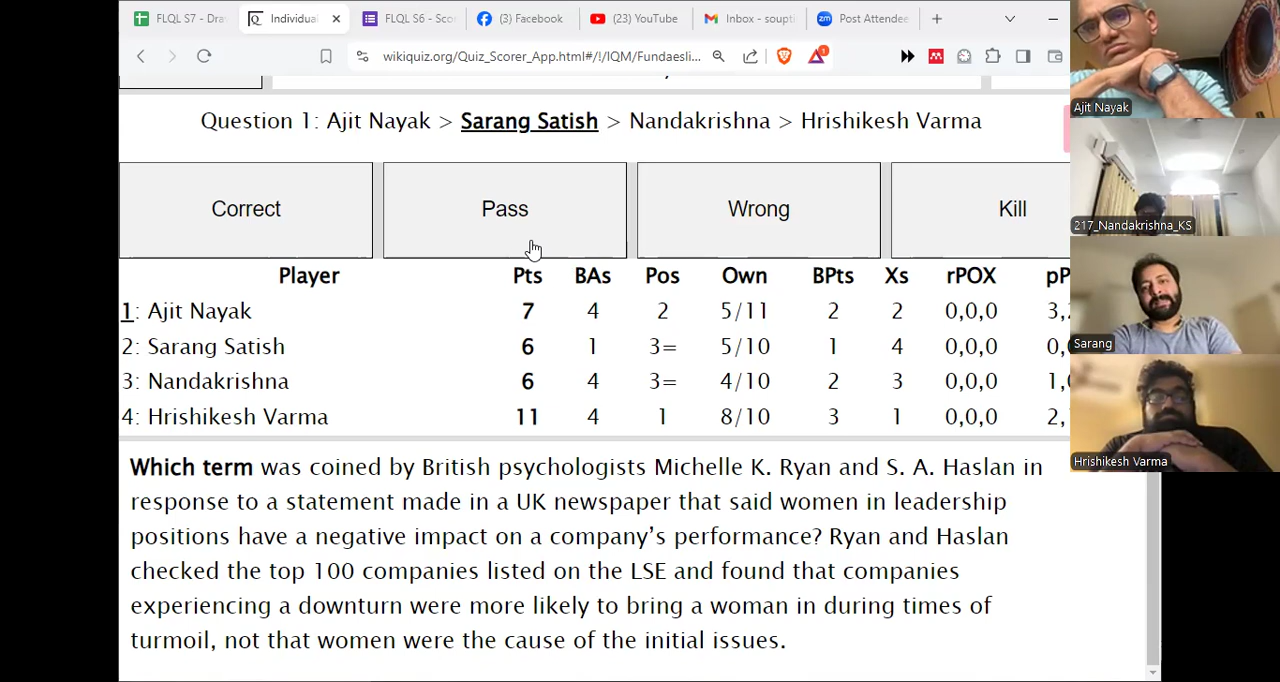 FLQL S7 - Dra
Individual
FLQL S6 - Sco
(3) Facebook
(23) YouTube
Inbox - soupti
Post Attendee
wikiquiz.org/Quiz_Scorer_App.html#/!/IQM/Fundaesli...
Question 1: Ajit Nayak > Sarang Satish > Nandakrishna > Hrishikesh Varma
Correct Pass Wrong Kill
Player Pts BAs Pos Own BPts Xs rPOX pP
1: Ajit Nayak 7 4 2 5/11 2 2 0,0,0 3,2
2: Sarang Satish 6 1 3= 5/10 1 4 0,0,0 0,0
3: Nandakrishna 6 4 3= 4/10 2 3 0,0,0 1,0
4: Hrishikesh Varma 11 4 1 8/10 3 1 0,0,0 2,
Which term was coined by British psychologists Michelle K. Ryan and S. A. Haslan in
response to a statement made in a UK newspaper that said women in leadership
positions have a negative impact on a company's performance? Ryan and Haslan
checked the top 100 companies listed on the LSE and found that companies
experiencing a downturn were more likely to bring a woman in during times of
turmoil, not that women were the cause of the initial issues.
Ajit Nayak
217_Nandakrishna_KS
Sarang
Hrishikesh Varma